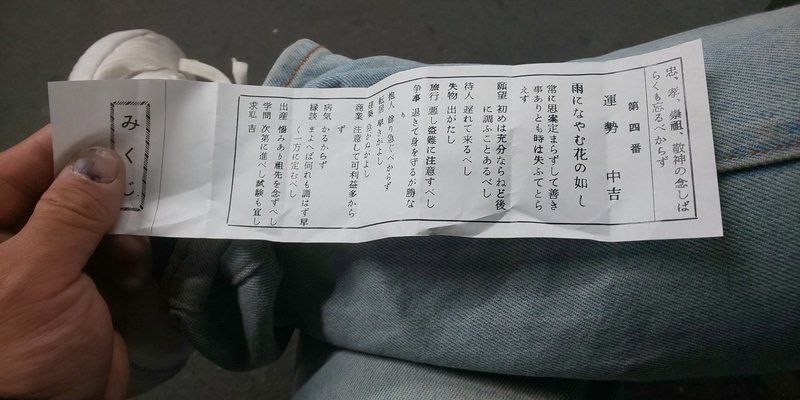 忠、孝、崇祖、敬神の念しば
らくも忘るべからず
第四番
運勢 中吉
雨になやむ花の如し
常に思案定まらずして善き
事ありとも時は失ふてとら
えず
願望 初めは充分ならねど後
に調ふことあるべし
待人 遅れて来るべし
失物 出がたし
旅行 悪し盗難に注意すべし
争事 退きて身を守るが勝な
り
抱人 餘り急ぐべからず
転居 早きがよし
建築 急がぬがよし
商業 注意して可利益多から
ず
病気 かるからず
縁談 まよへば何れも調はず早
く一方に定むべし
出産 悩みあり祖先を念ずべし
学問 次第に進べし試験も宜し
求職 吉
みくじ